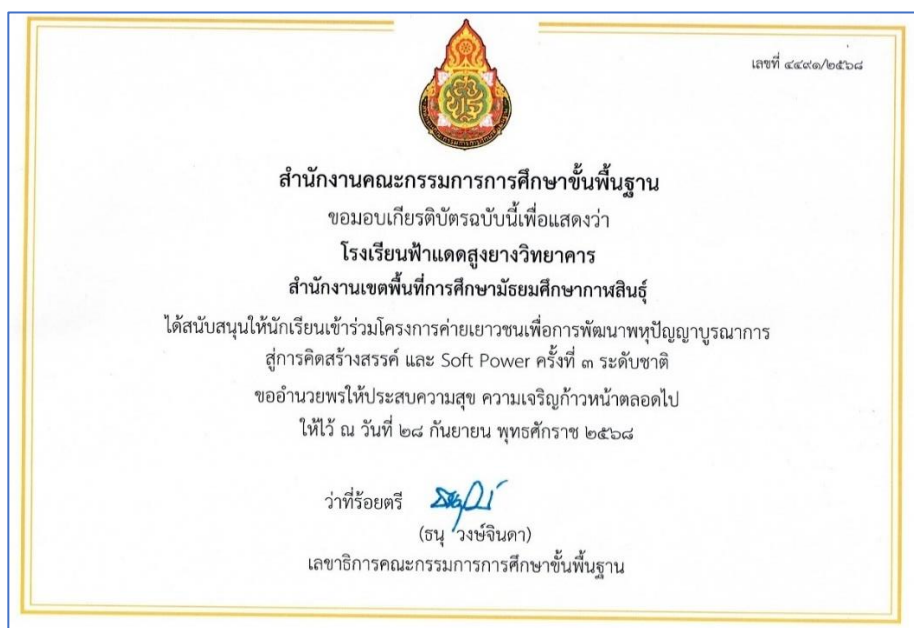 เลขที่ ๔๔๙๑/๒๕๖๘
สำนักงานคณะกรรมการการศึกษาขั้นพื้นฐาน
ขอมอบเกียรติบัตรฉบับนี้เพื่อแสดงว่า
โรงเรียนฟ้าแดดสูงยางวิทยาคาร
สำนักงานเขตพื้นที่การศึกษามัธยมศึกษากาฬสินธุ์
ได้สนับสนุนให้นักเรียนเข้าร่วมโครงการค่ายเยาวชนเพื่อการพัฒนาพหุปัญญาบูรณาการ
สู่การคิดสร้างสรรค์ และ Soft Power ครั้งที่ ๓ ระดับชาติ
ขออำนวยพรให้ประสบความสุข ความเจริญก้าวหน้าตลอดไป
ให้ไว้ ณ วันที่ ๒๘ กันยายน พุทธศักราช ๒๕๖๘
ว่าที่ร้อยตรี
(ธนุ วงษ์จินดา)
เลขาธิการคณะกรรมการการศึกษาขั้นพื้นฐาน